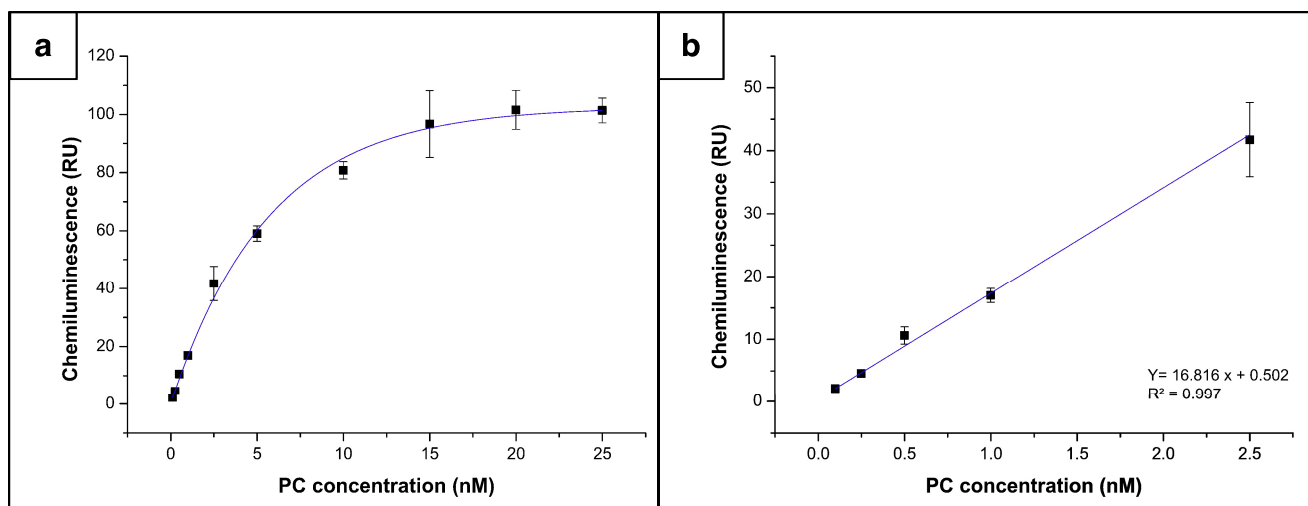 a
120
100
80
60
40
20
0
Chemiluminescence (RU)
0 5 10 15 20 25
PC concentration (nM)
b
50
40
30
20
10
0
Chemiluminescence (RU)
Y= 16.816 x + 0.502
R² = 0.997
0.0 0.5 1.0 1.5 2.0 2.5
PC concentration (nM)